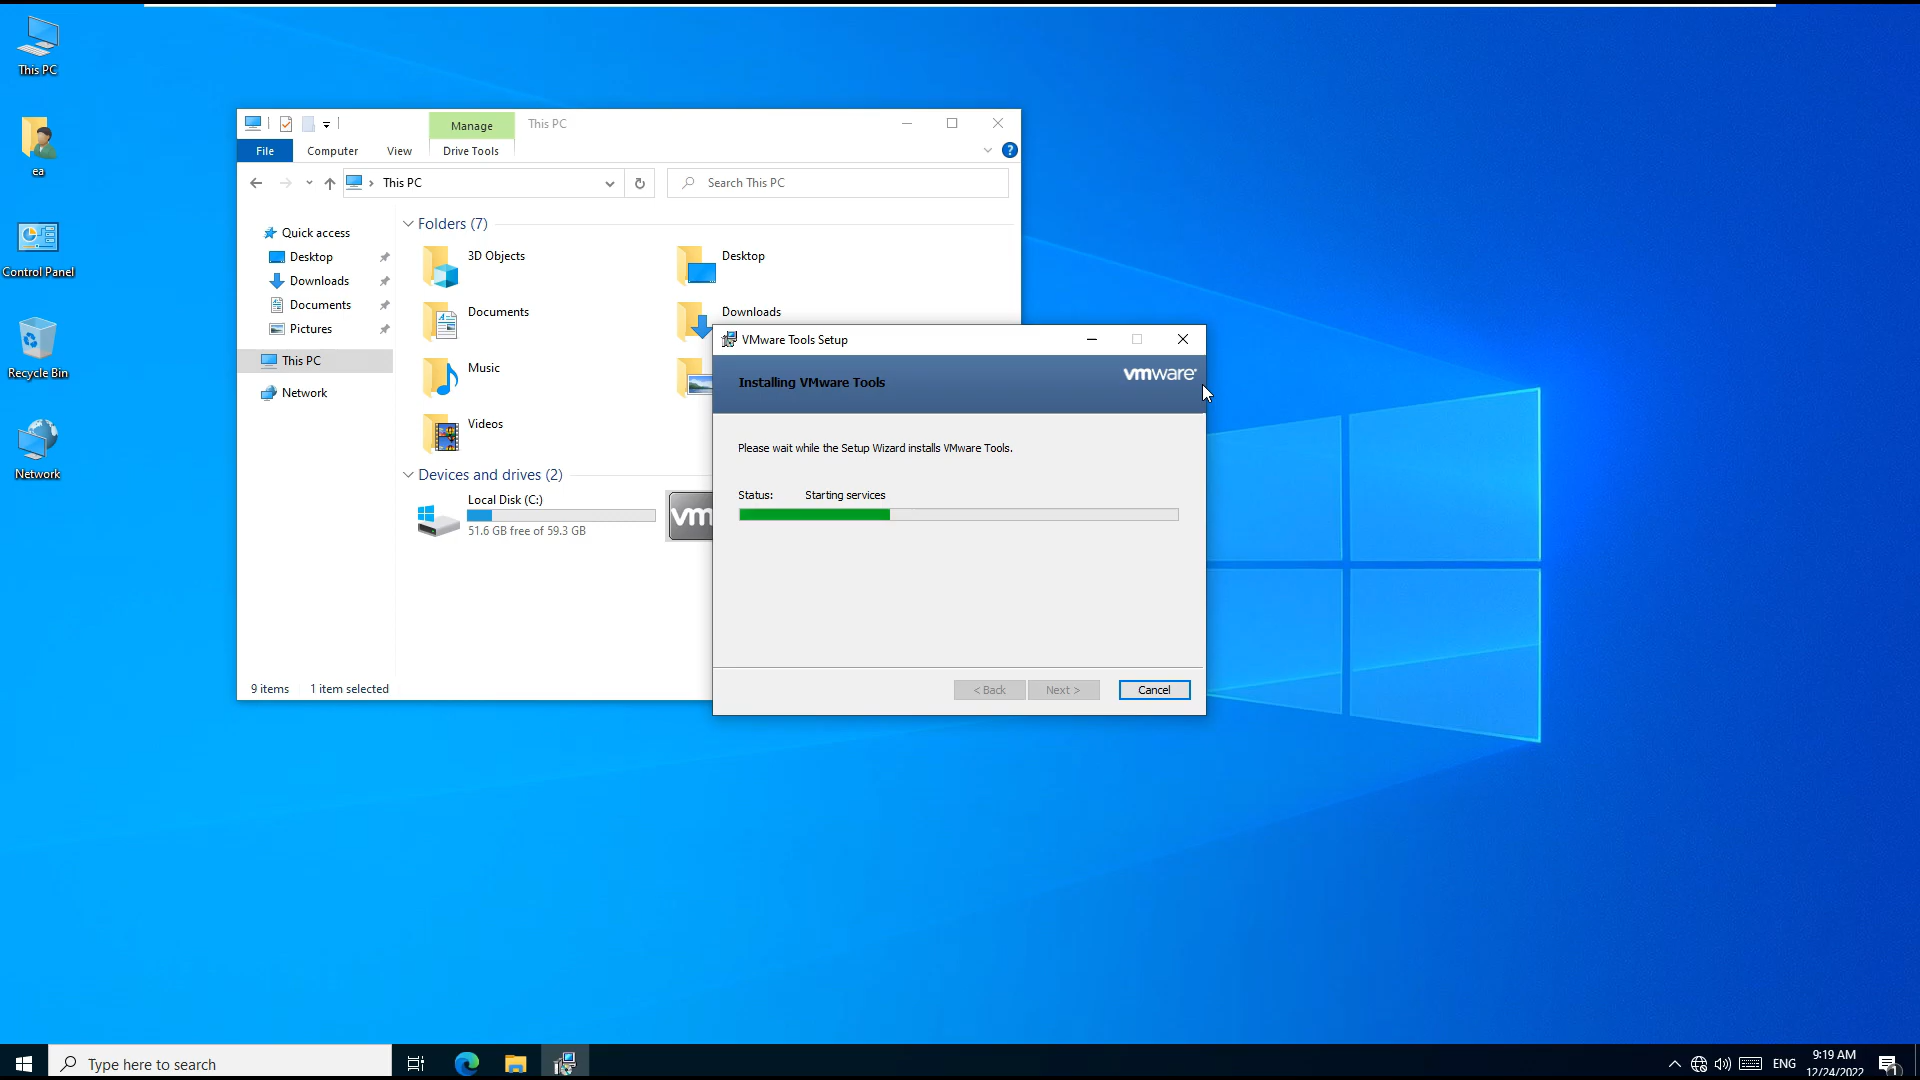 This PC
ea
Control Panel
Recycle Bin
Network
Manage
This PC
File
Computer
View
Drive Tools
This PC
Search This PC
Quick access
Desktop
Downloads
Documents
Pictures
This PC
Network
Folders (7)
3D Objects
Desktop
Documents
Downloads
Music
Videos
Devices and drives (2)
Local Disk (C:)
51.6 GB free of 59.3 GB
vm
9 items
1 item selected
VMware Tools Setup
Installing VMware Tools
vmware®
Please wait while the Setup Wizard installs VMware Tools.
Status: Starting services
< Back
Next >
Cancel
Type here to search
ENG
9:19 AM
12/24/2022
1